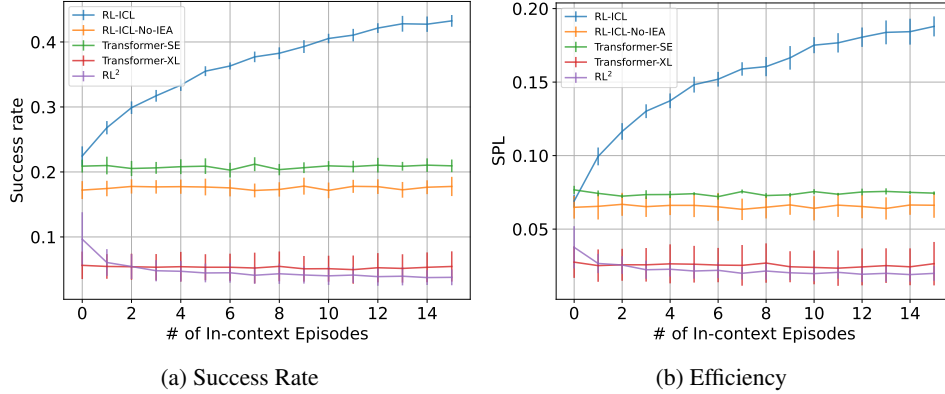 RL-ICL
RL-ICL-No-IEA
Transformer-SE
Transformer-XL
RL²
0.4
0.3
0.2
0.1
Success rate
0 2 4 6 8 10 12 14
# of In-context Episodes
(a) Success Rate
RL-ICL
RL-ICL-No-IEA
Transformer-SE
Transformer-XL
RL²
0.20
0.15
0.10
0.05
SPL
0 2 4 6 8 10 12 14
# of In-context Episodes
(b) Efficiency